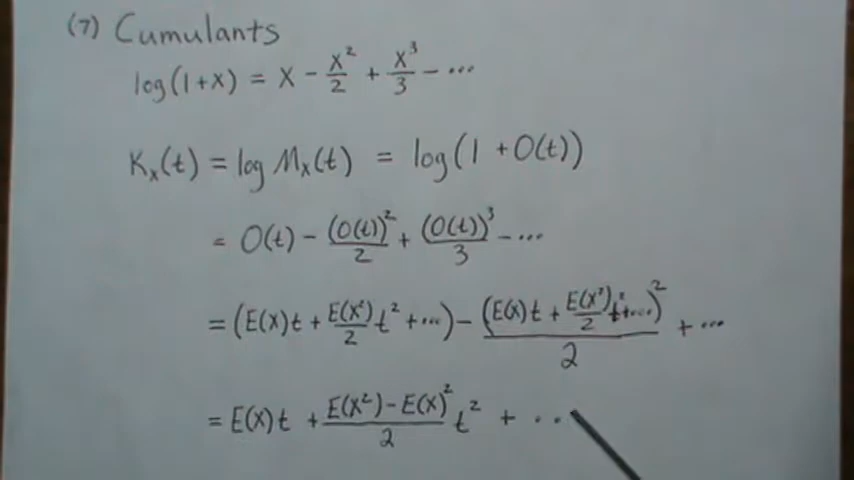 (7) Cumulants
log(1+x) = x - x²/2 + x³/3 - ...
Kₓ(t) = log Mₓ(t) = log(1 + O(t))
= O(t) - (O(t))²/2 + (O(t))³/3 - ...
= (E(x)t + E(x²)/2 t² + ...) - (E(x)t + E(x²)/2 t² + ...)²/2 + ...
= E(x)t + E(x²) - E(x)²/2 t² + ...